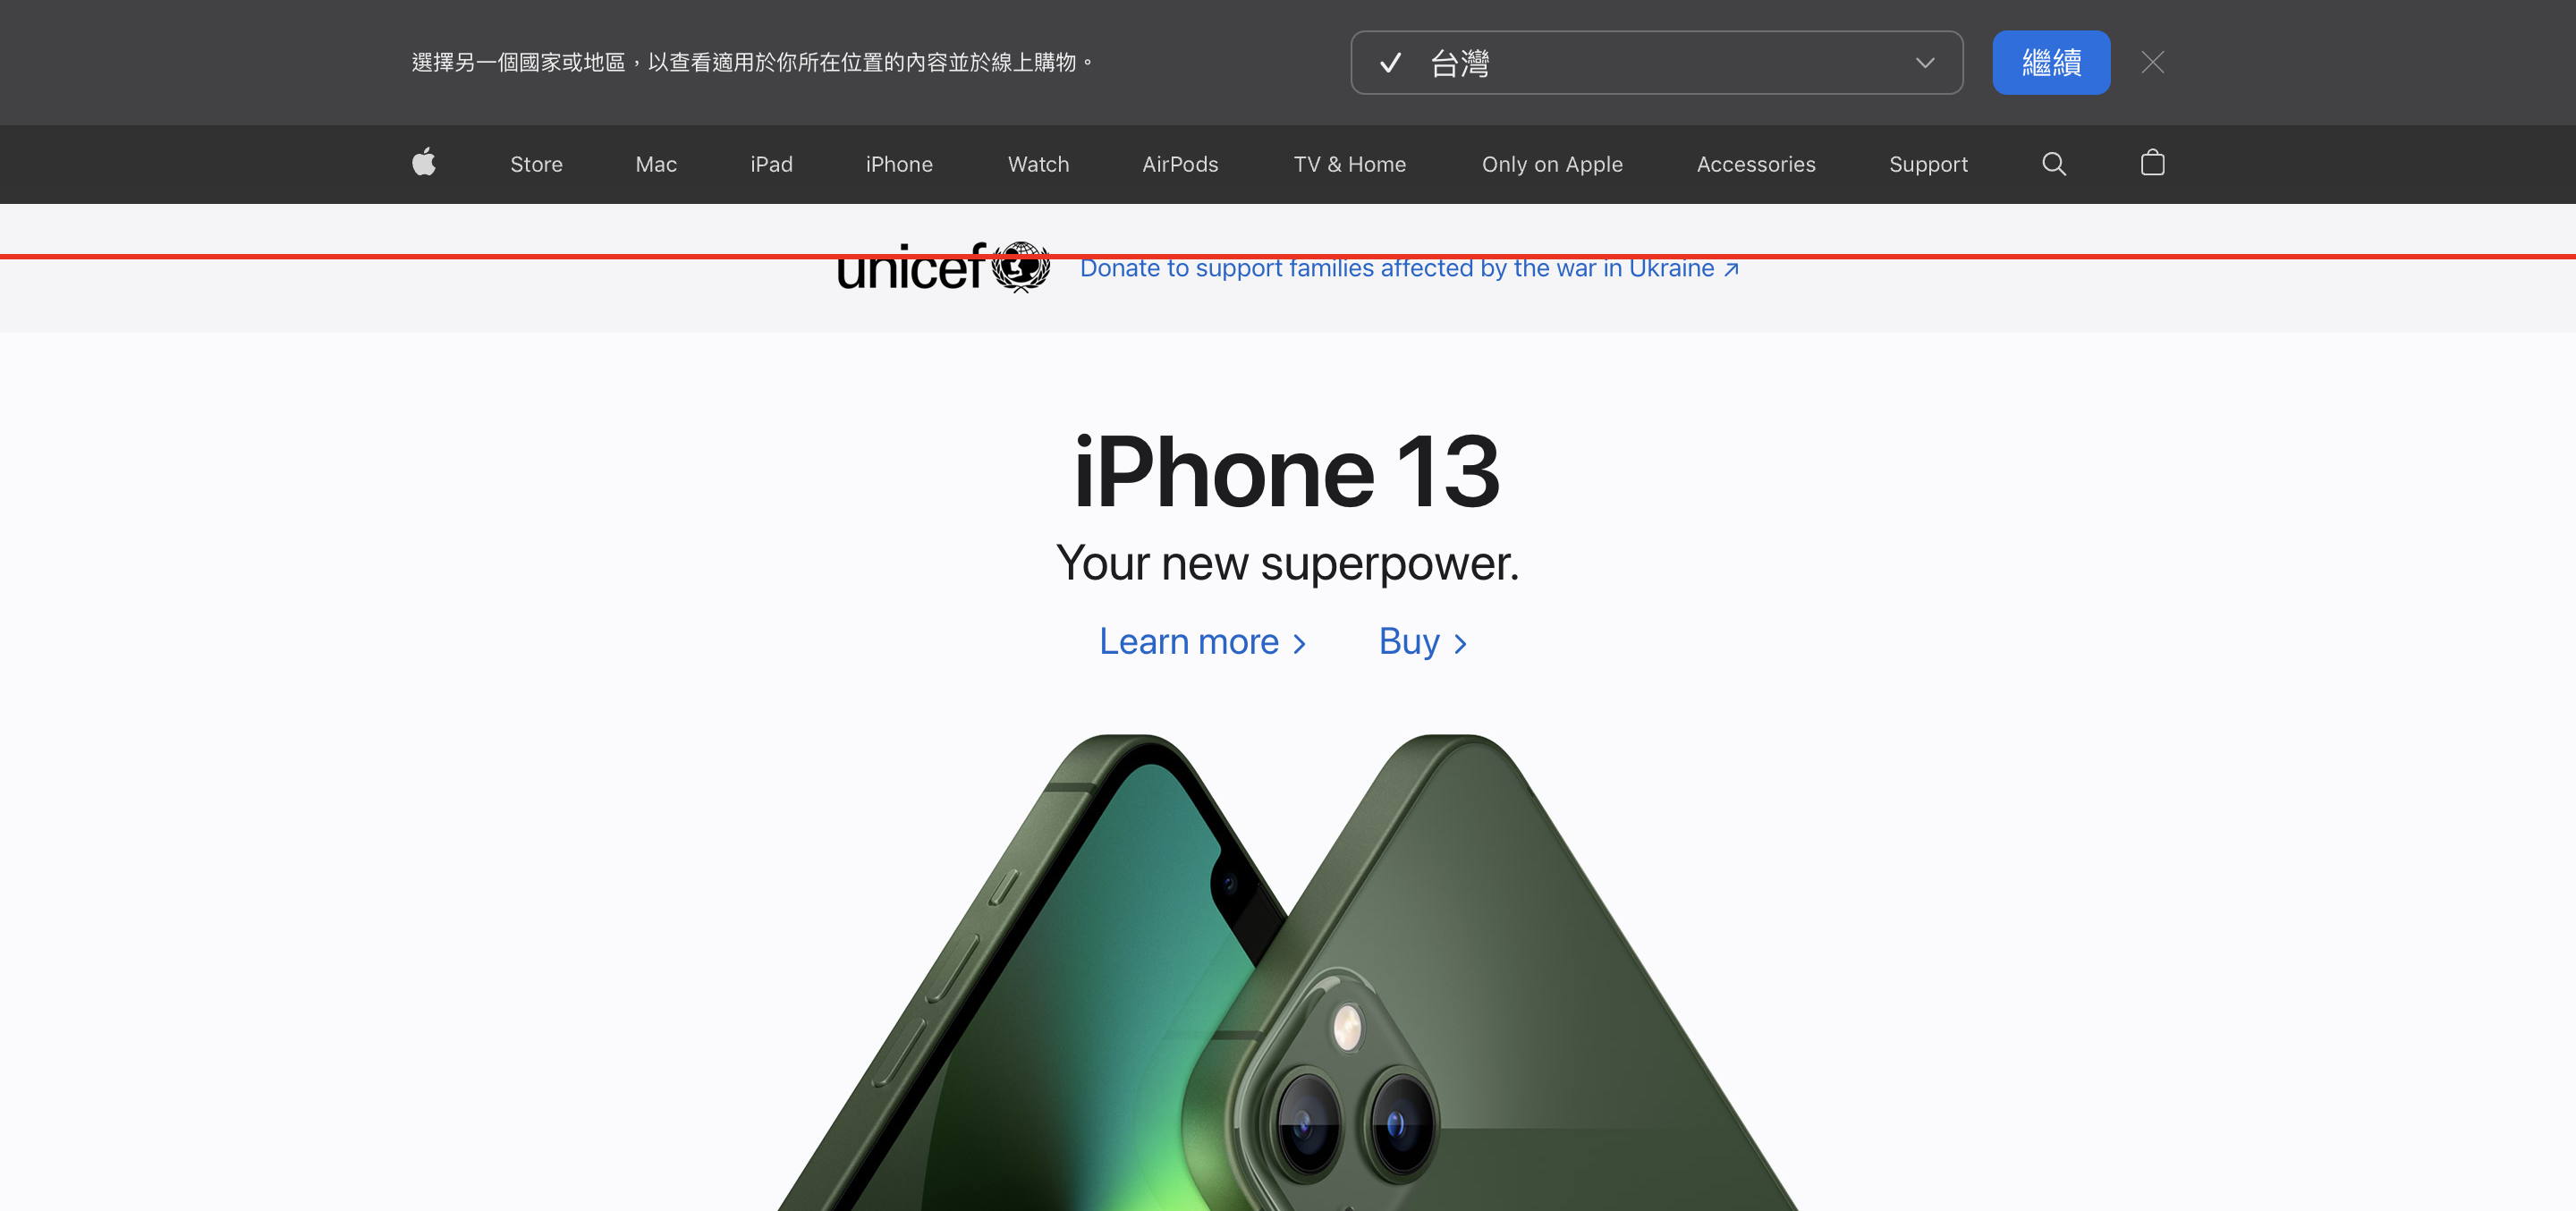 選擇另一個國家或地區，以查看適用於你所在位置的內容並於線上購物。
台灣
繼續
Store Mac iPad iPhone Watch AirPods TV & Home Only on Apple Accessories Support
unicef Donate to support families affected by the war in Ukraine
iPhone 13
Your new superpower.
Learn more Buy